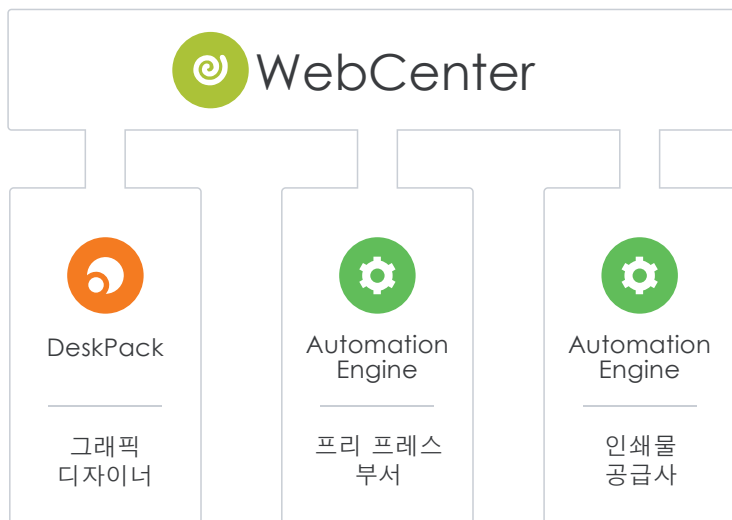 WebCenter
DeskPack
그래픽
디자이너
Automation
Engine
프리 프레스
부서
Automation
Engine
인쇄물
공급사